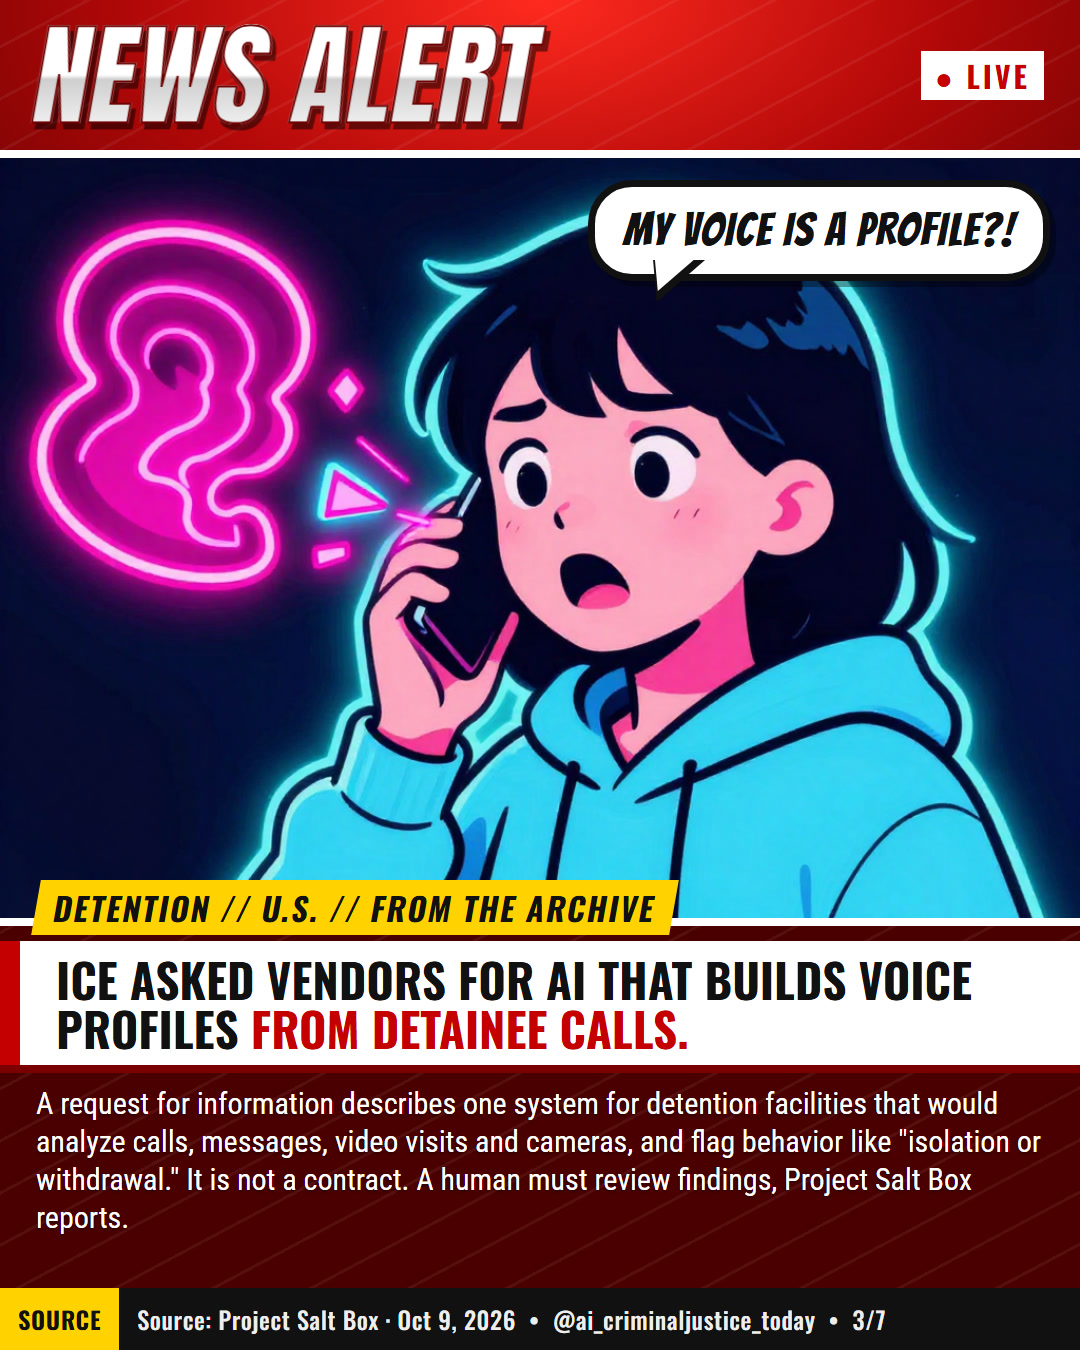 NEWS ALERT
● LIVE
MY VOICE IS A PROFILE?!
DETENTION // U.S. // FROM THE ARCHIVE
ICE ASKED VENDORS FOR AI THAT BUILDS VOICE
PROFILES FROM DETAINEE CALLS.
A request for information describes one system for detention facilities that would
analyze calls, messages, video visits and cameras, and flag behavior like "isolation or
withdrawal." It is not a contract. A human must review findings, Project Salt Box
reports.
SOURCE
Source: Project Salt Box · Oct 9, 2026 • @ai_criminaljustice_today • 3/7